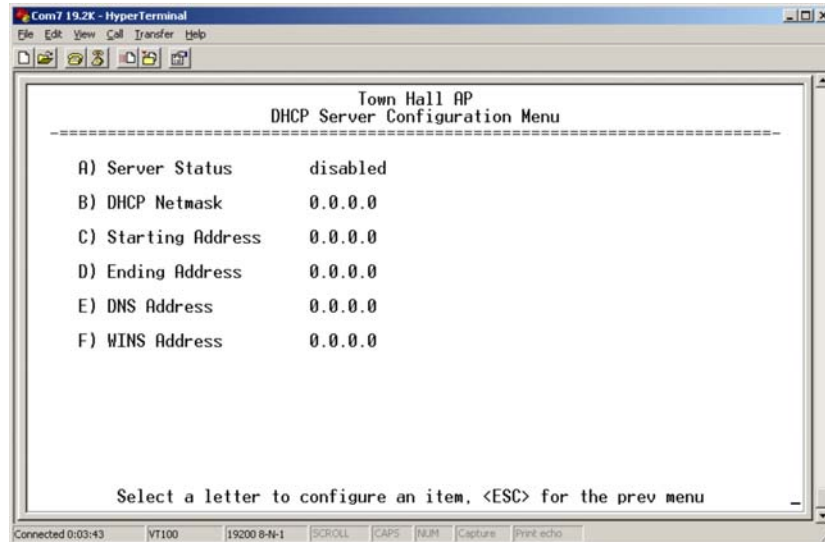 Com7 19.2K - HyperTerminal
File Edit View Call Transfer Help
Town Hall AP
DHCP Server Configuration Menu
-==========================================================================-
A) Server Status disabled
B) DHCP Netmask 0.0.0.0
C) Starting Address 0.0.0.0
D) Ending Address 0.0.0.0
E) DNS Address 0.0.0.0
F) WINS Address 0.0.0.0
Select a letter to configure an item, <ESC> for the prev menu
Connected 0:03:43 VT100 19200 8-N-1 SCROLL CAPS NUM Capture Print echo